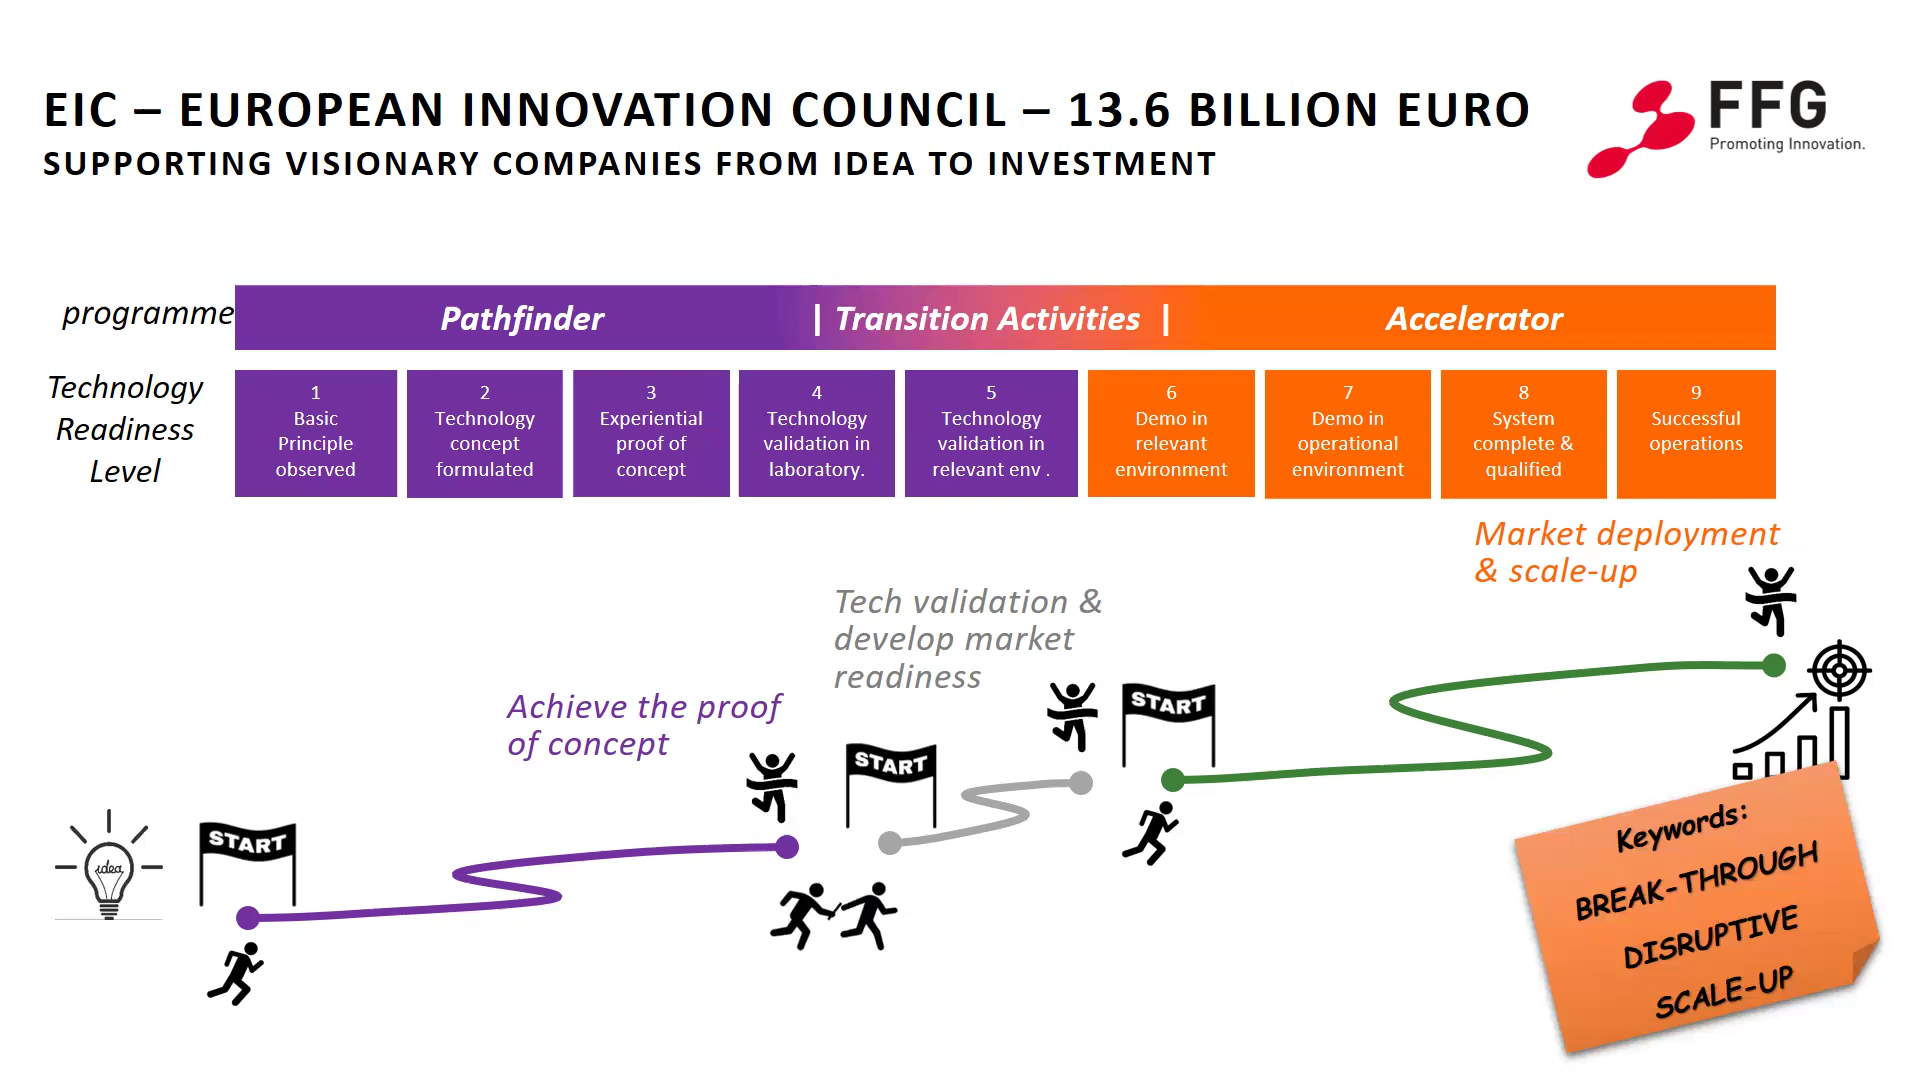 EIC – EUROPEAN INNOVATION COUNCIL – 13.6 BILLION EURO
SUPPORTING VISIONARY COMPANIES FROM IDEA TO INVESTMENT
FFG
Promoting Innovation.
programme
Pathfinder
| Transition Activities |
Accelerator
Technology
Readiness
Level
1
Basic
Principle
observed
2
Technology
concept
formulated
3
Experiential
proof of
concept
4
Technology
validation in
laboratory.
5
Technology
validation in
relevant env .
6
Demo in
relevant
environment
7
Demo in
operational
environment
8
System
complete &
qualified
9
Successful
operations
Market deployment
& scale-up
Tech validation &
develop market
readiness
Achieve the proof
of concept
START
START
START
idea
Keywords:
BREAK-THROUGH
DISRUPTIVE
SCALE-UP